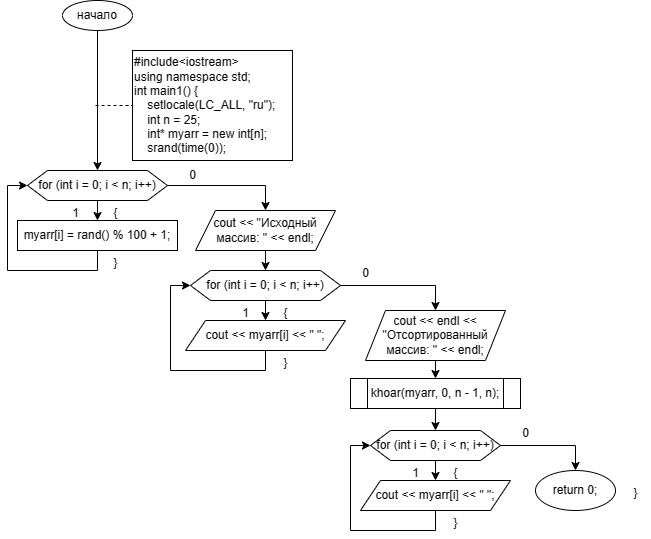 начало
#include<iostream>
using namespace std;
int main1() {
setlocale(LC_ALL, "ru");
int n = 25;
int* myarr = new int[n];
srand(time(0));
for (int i = 0; i < n; i++)
0
1
{
myarr[i] = rand() % 100 + 1;
}
cout << "Исходный
массив: " << endl;
for (int i = 0; i < n; i++)
0
1
{
cout << myarr[i] << " ";
}
cout << endl <<
"Отсортированный
массив: " << endl;
khoar(myarr, 0, n - 1, n);
for (int i = 0; i < n; i++)
0
1
{
cout << myarr[i] << " ";
}
return 0;
}